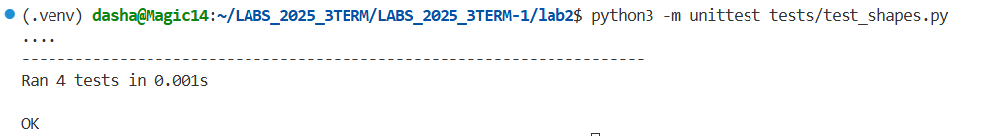 (.venv) dasha@Magic14:~/LABS_2025_3TERM/LABS_2025_3TERM-1/lab2$ python3 -m unittest tests/test_shapes.py
....
----------------------------------------------------------------------
Ran 4 tests in 0.001s
OK